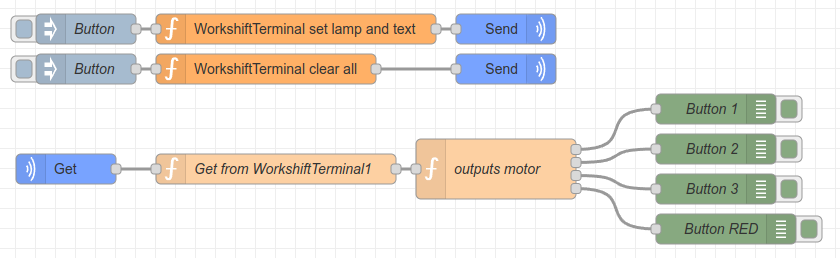 Button
WorkshiftTerminal set lamp and text
Send
Button
WorkshiftTerminal clear all
Send
Get
Get from WorkshiftTerminal1
outputs motor
Button 1
Button 2
Button 3
Button RED